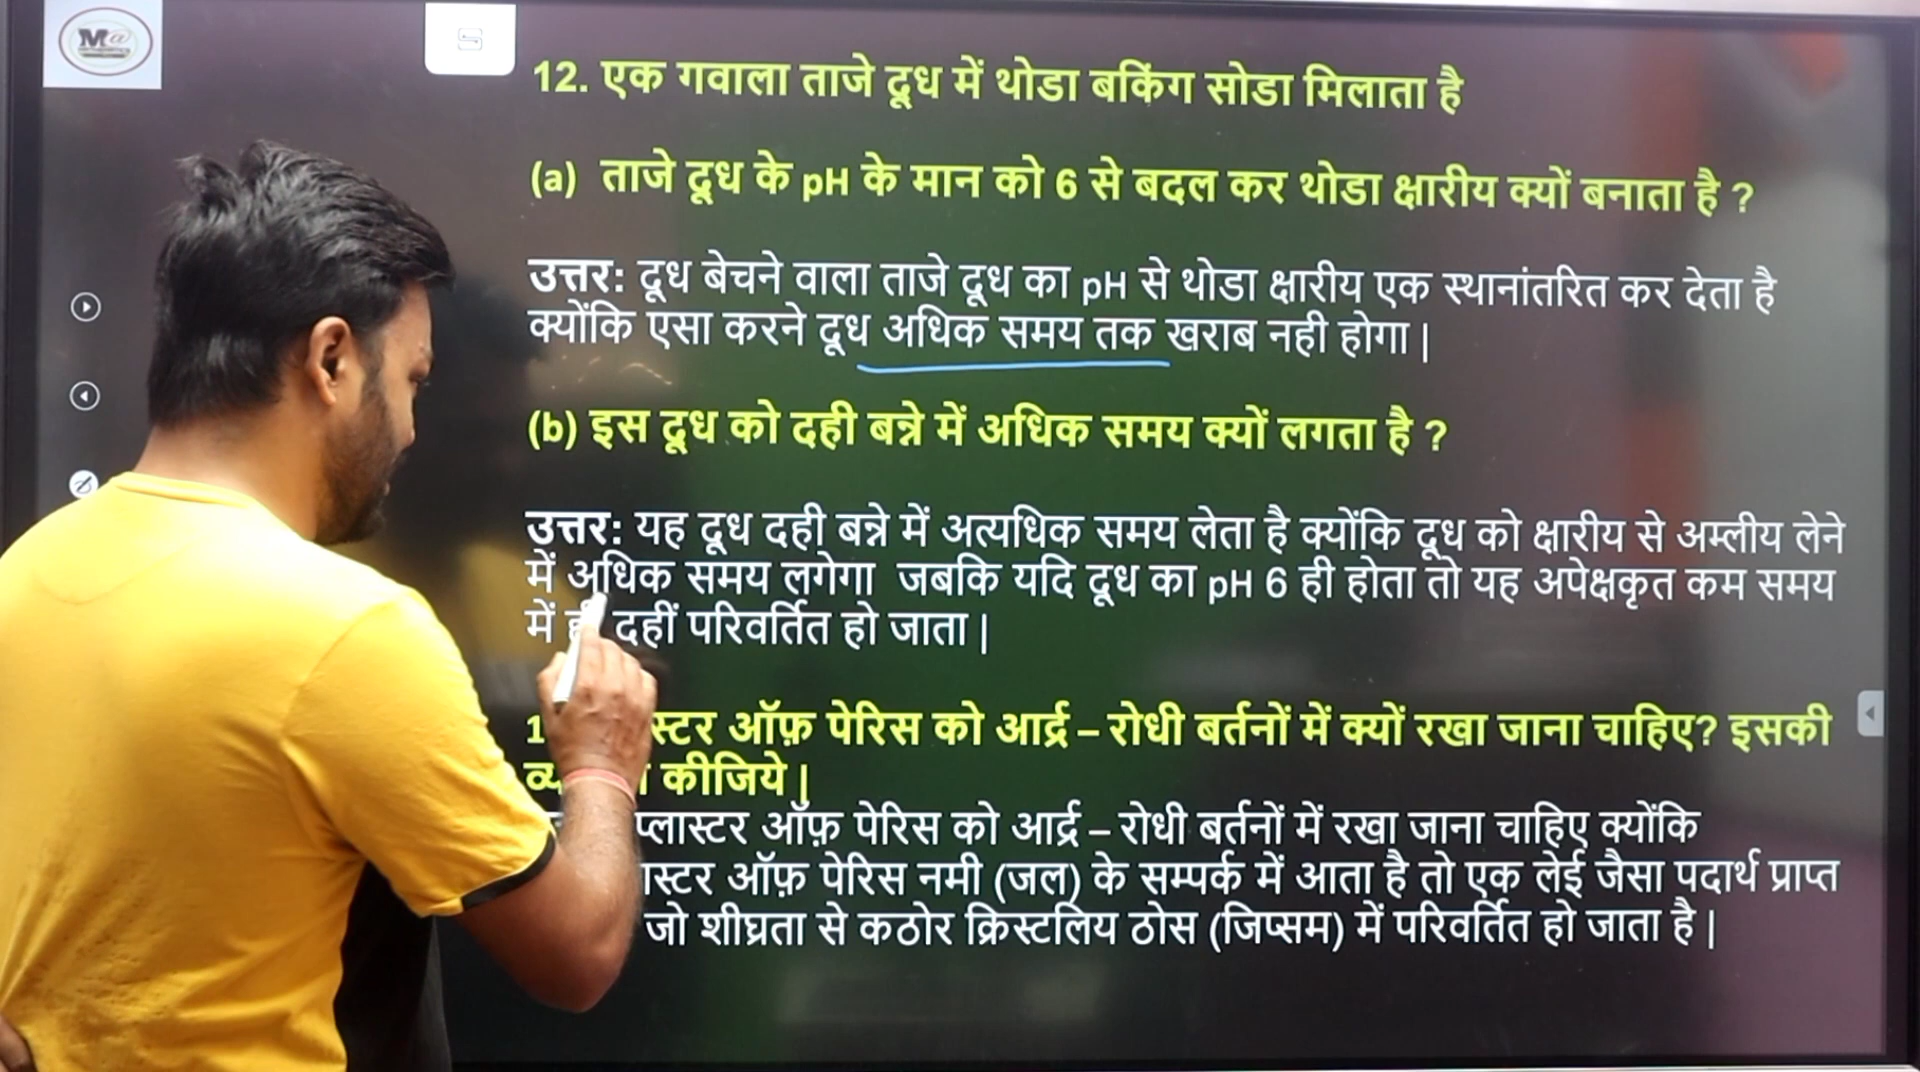 M@
12. एक गवाला ताजे दूध में थोडा बकिंग सोडा मिलाता है
(a) ताजे दूध के pH के मान को 6 से बदल कर थोडा क्षारीय क्यों बनाता है ?
उत्तर: दूध बेचने वाला ताजे दूध का pH से थोडा क्षारीय एक स्थानांतरित कर देता है
क्योंकि एसा करने दूध अधिक समय तक खराब नही होगा |
(b) इस दूध को दही बन्ने में अधिक समय क्यों लगता है ?
उत्तर: यह दूध दही बन्ने में अत्यधिक समय लेता है क्योंकि दूध को क्षारीय से अम्लीय लेने
में अधिक समय लगेगा जबकि यदि दूध का pH 6 ही होता तो यह अपेक्षकृत कम समय
में दहीं परिवर्तित हो जाता |
ऑफ़ पेरिस को आर्द्र – रोधी बर्तनों में क्यों रखा जाना चाहिए? इसकी
कीजिये |
प्लास्टर ऑफ़ पेरिस को आर्द्र – रोधी बर्तनों में रखा जाना चाहिए क्योंकि
ऑफ़ पेरिस नमी (जल) के सम्पर्क में आता है तो एक लेई जैसा पदार्थ प्राप्त
जो शीघ्रता से कठोर क्रिस्टलिय ठोस (जिप्सम) में परिवर्तित हो जाता है |